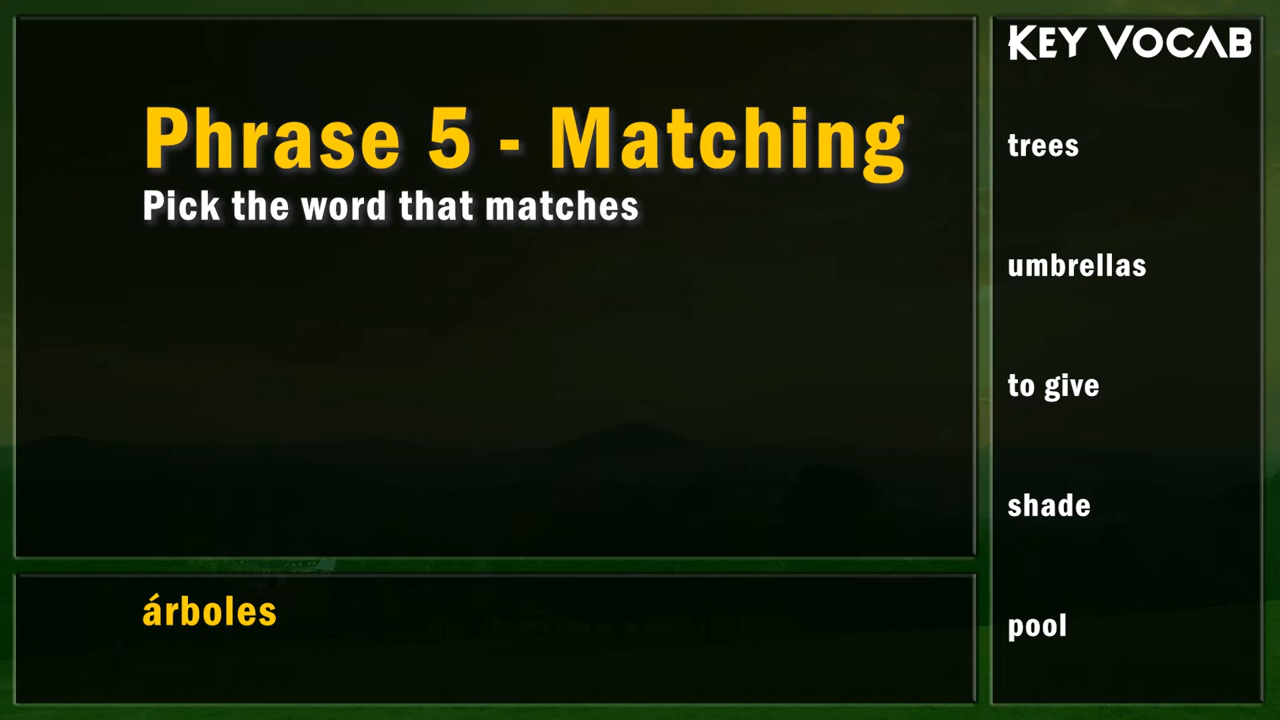 Phrase 5 - Matching
Pick the word that matches
árboles
KEY VOCAB
trees
umbrellas
to give
shade
pool